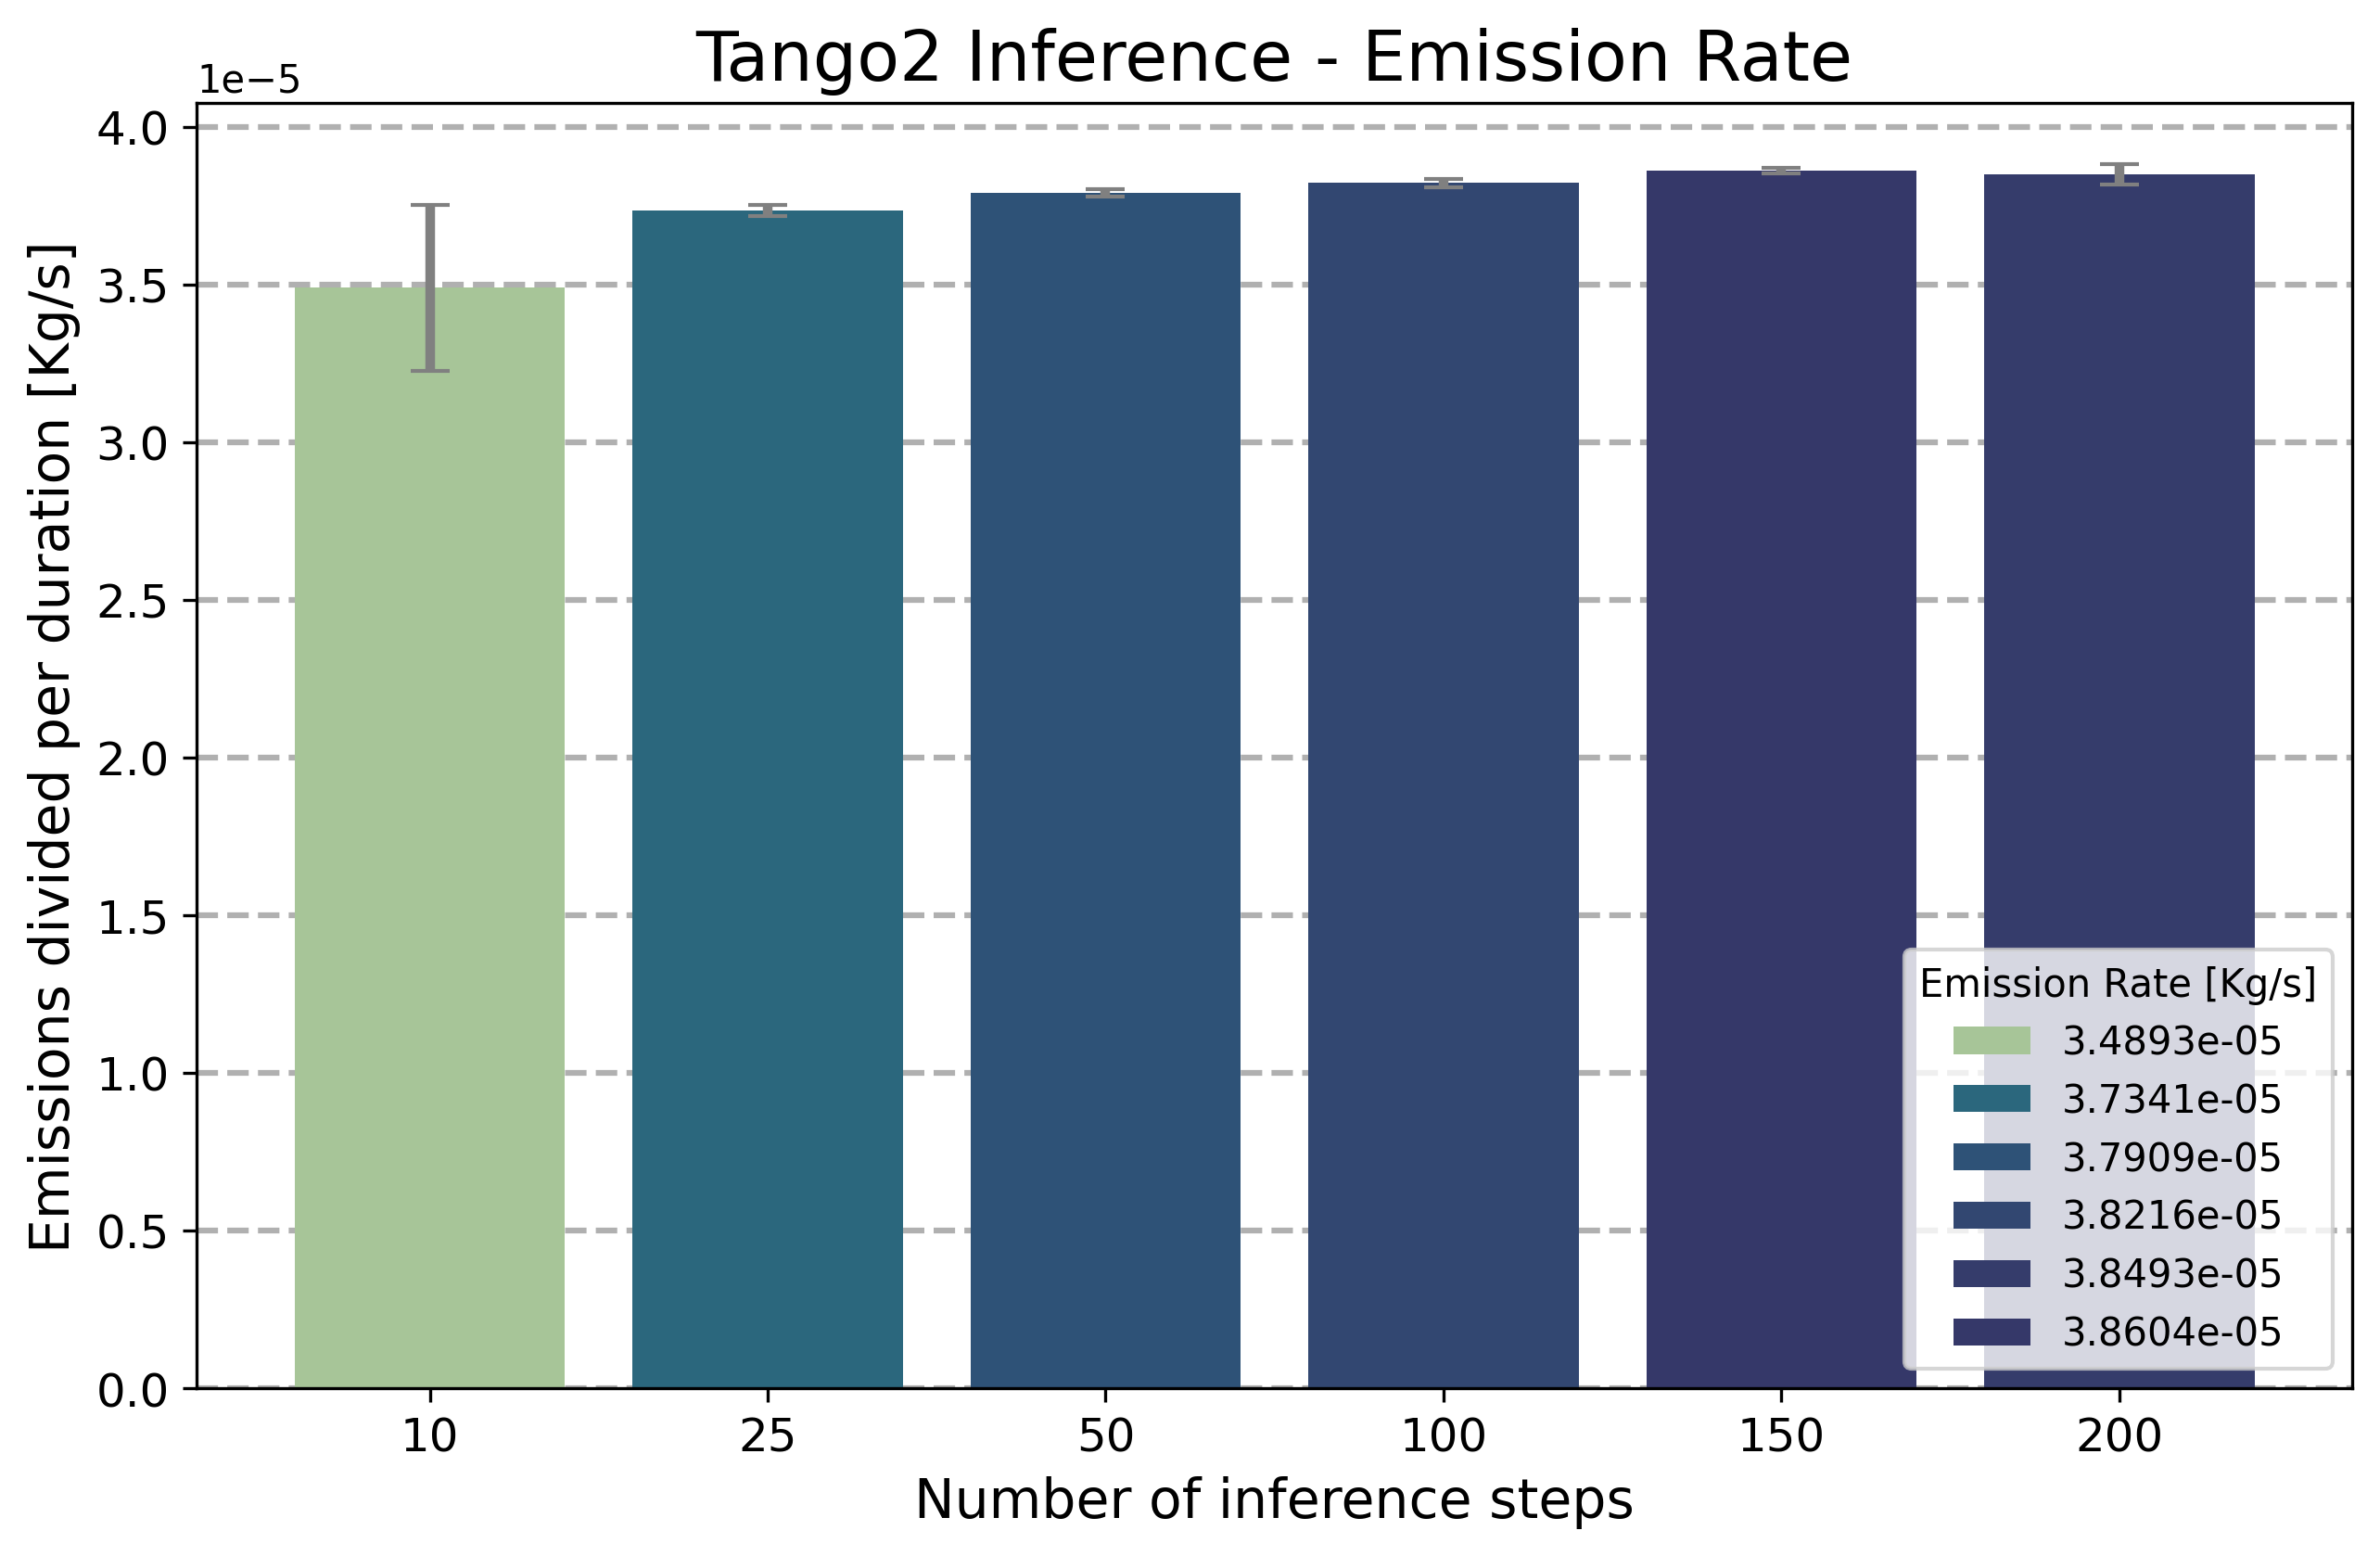 Tango2 Inference - Emission Rate
1e−5
4.0
3.5
3.0
2.5
2.0
1.5
1.0
0.5
0.0
Emissions divided per duration [Kg/s]
Emission Rate [Kg/s]
3.4893e-05
3.7341e-05
3.7909e-05
3.8216e-05
3.8493e-05
3.8604e-05
10 25 50 100 150 200
Number of inference steps